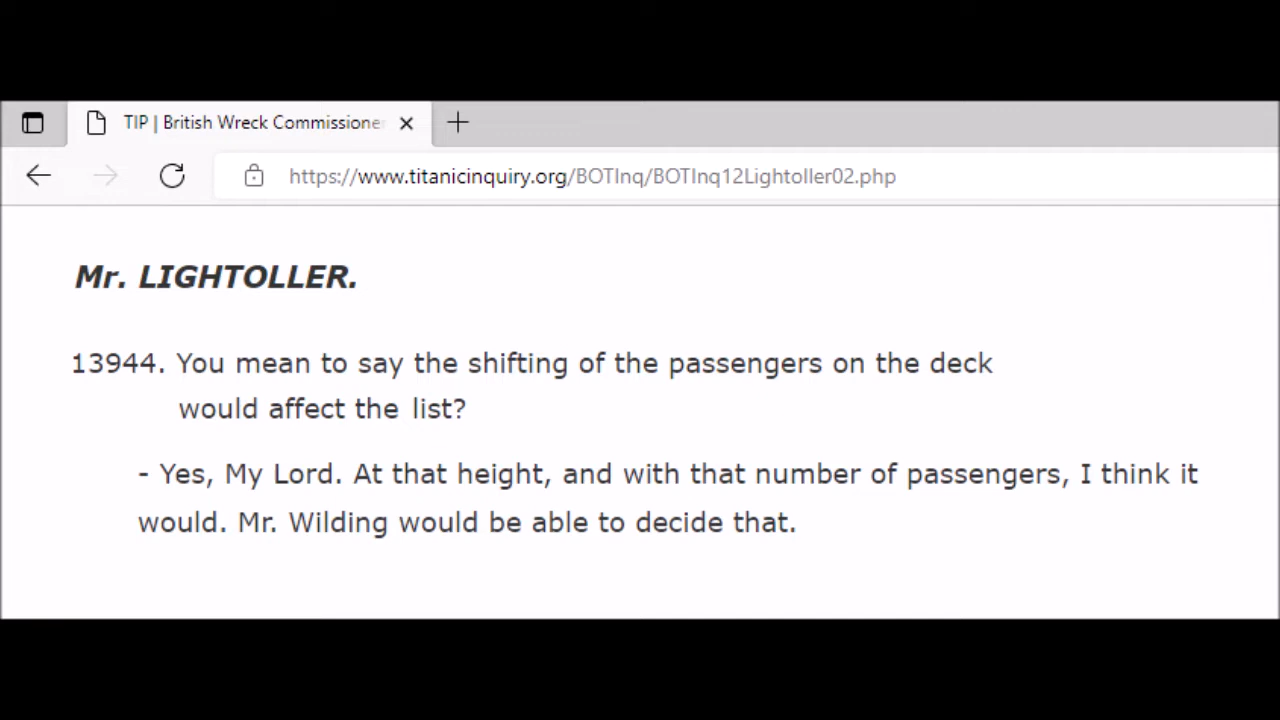 TIP | British Wreck Commissioner
https://www.titanicinquiry.org/BOTInq/BOTInq12Lightoller02.php
Mr. LIGHTOLLER.
13944. You mean to say the shifting of the passengers on the deck
would affect the list?
- Yes, My Lord. At that height, and with that number of passengers, I think it
would. Mr. Wilding would be able to decide that.